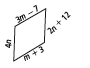 3m − 7
4n
2n + 12
m + 3